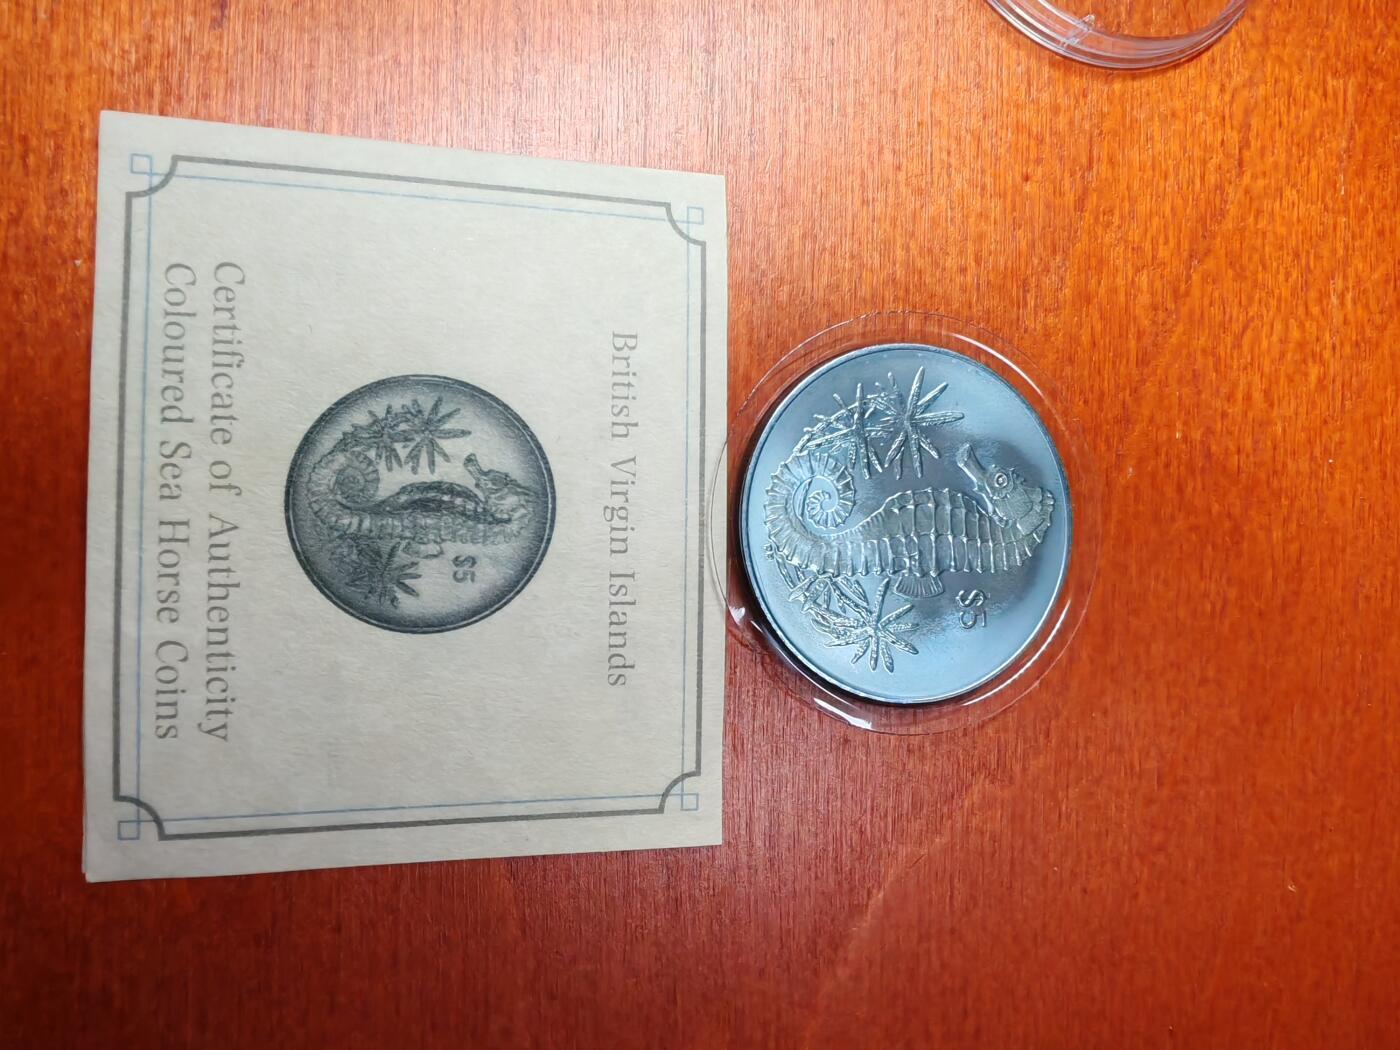 British Virgin Islands
$5
Certificate of Authenticity
Coloured Sea Horse Coins
$5